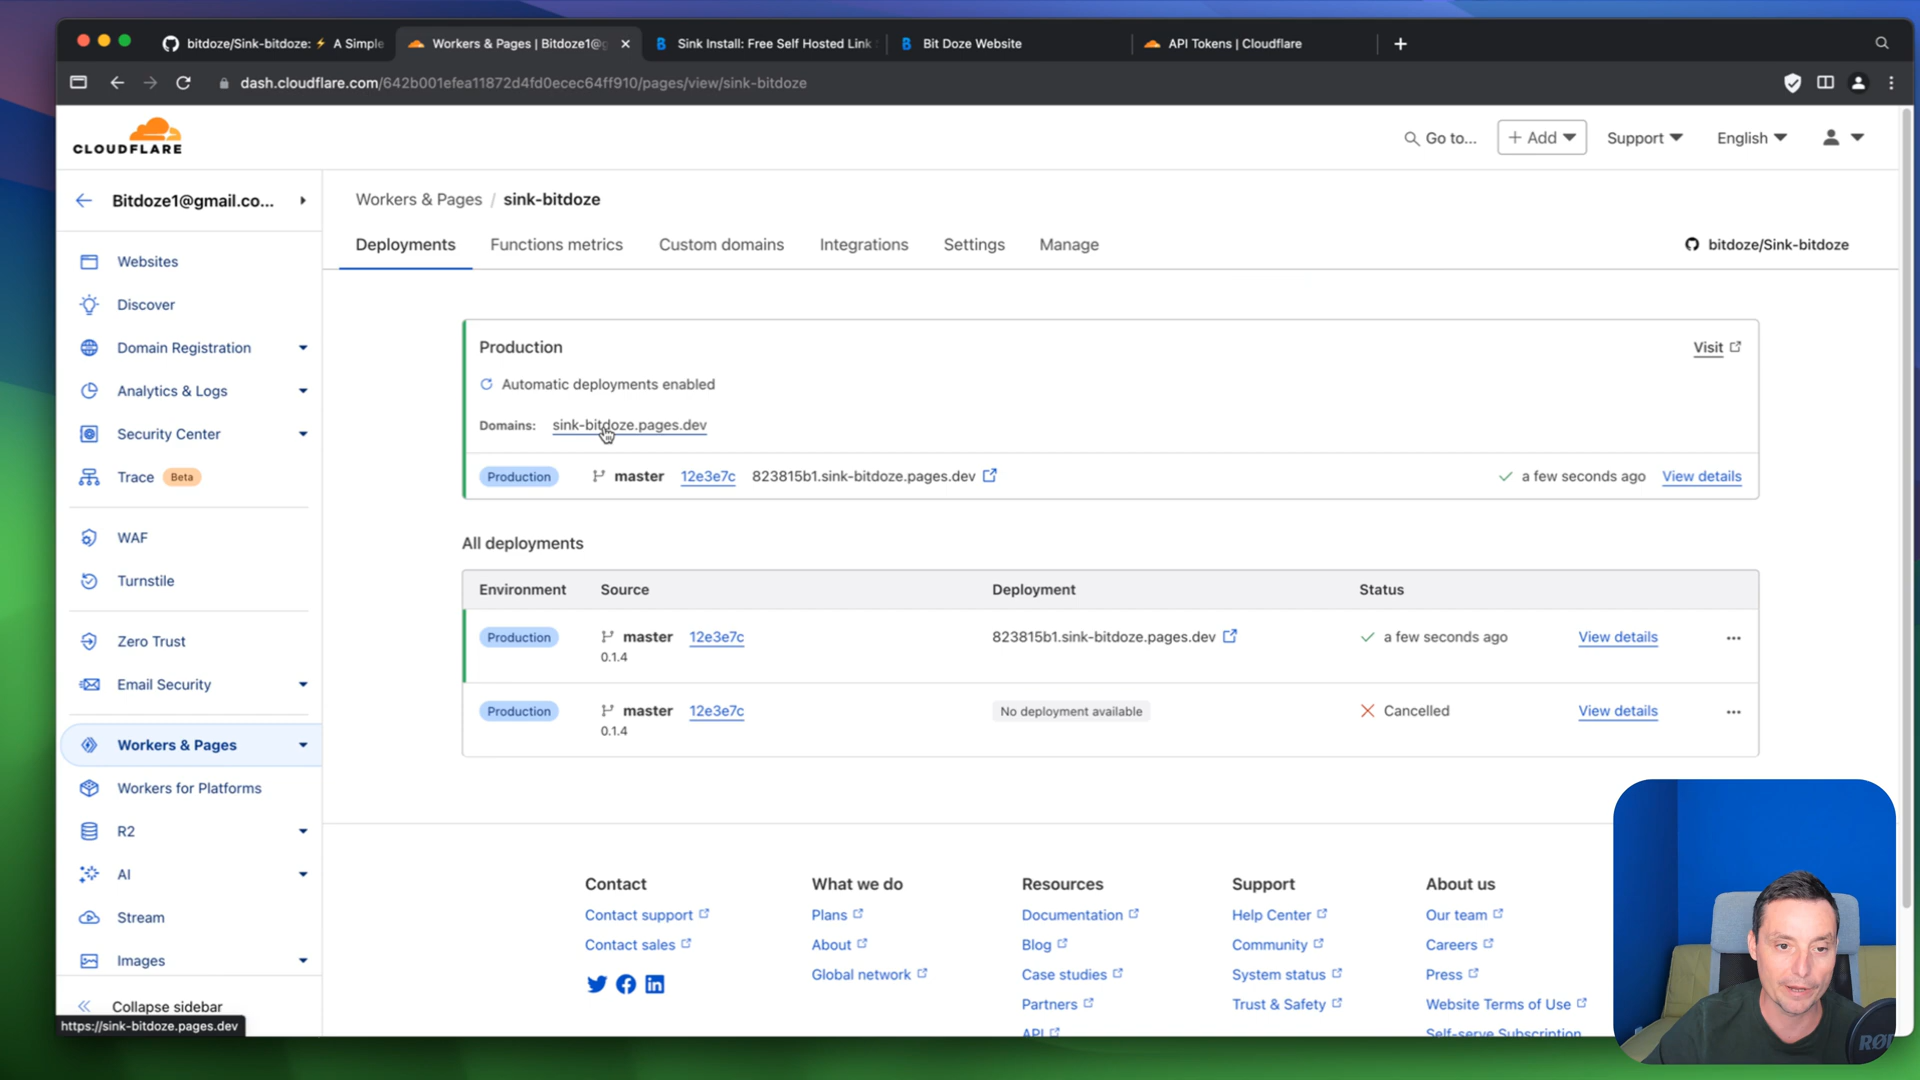 bitdoze/Sink-bitdoze: ⚡ A Simple
Workers & Pages | Bitdoze1@g
Sink Install: Free Self Hosted Link
Bit Doze Website
API Tokens | Cloudflare
dash.cloudflare.com/642b001efea11872d4fd0ecec64ff910/pages/view/sink-bitdoze
CLOUDFLARE
Go to...
+ Add
Support
English
Bitdoze1@gmail.co...
Workers & Pages / sink-bitdoze
Deployments
Functions metrics
Custom domains
Integrations
Settings
Manage
bitdoze/Sink-bitdoze
Websites
Discover
Domain Registration
Analytics & Logs
Security Center
Trace Beta
WAF
Turnstile
Zero Trust
Email Security
Workers & Pages
Workers for Platforms
R2
AI
Stream
Images
Collapse sidebar
https://sink-bitdoze.pages.dev
Production
Visit
Automatic deployments enabled
Domains: sink-bitdoze.pages.dev
Production master 12e3e7c 823815b1.sink-bitdoze.pages.dev a few seconds ago View details
All deployments
Environment Source Deployment Status
Production master 12e3e7c 823815b1.sink-bitdoze.pages.dev a few seconds ago View details ...
0.1.4
Production master 12e3e7c No deployment available Cancelled View details ...
0.1.4
Contact
Contact support
Contact sales
What we do
Plans
About
Global network
Resources
Documentation
Blog
Case studies
Partners
API
Support
Help Center
Community
System status
Trust & Safety
About us
Our team
Careers
Press
Website Terms of Use
Self-serve Subscription